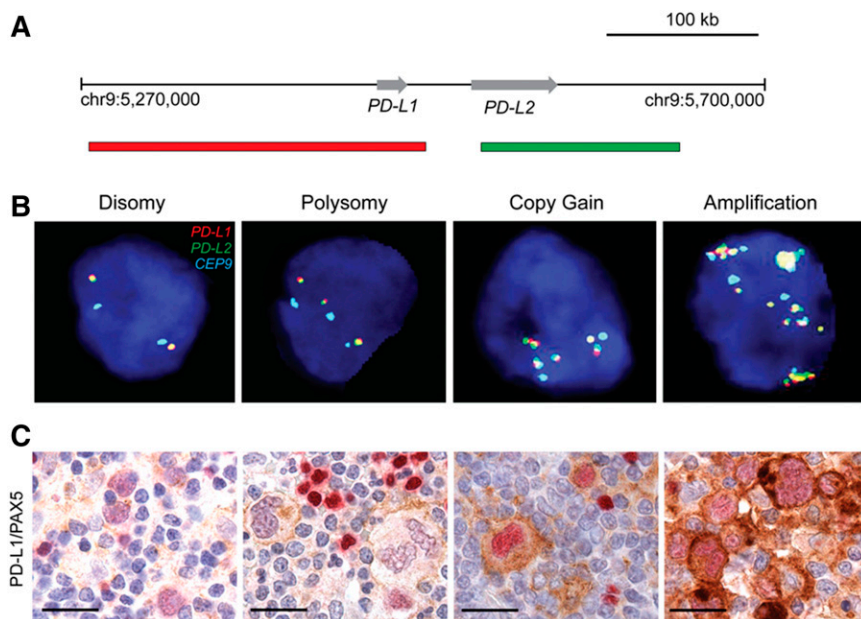 A
100 kb
chr9:5,270,000
PD-L1
PD-L2
chr9:5,700,000
B
Disomy
Polysomy
Copy Gain
Amplification
PD-L1
PD-L2
CEP9
C
PD-L1/PAX5